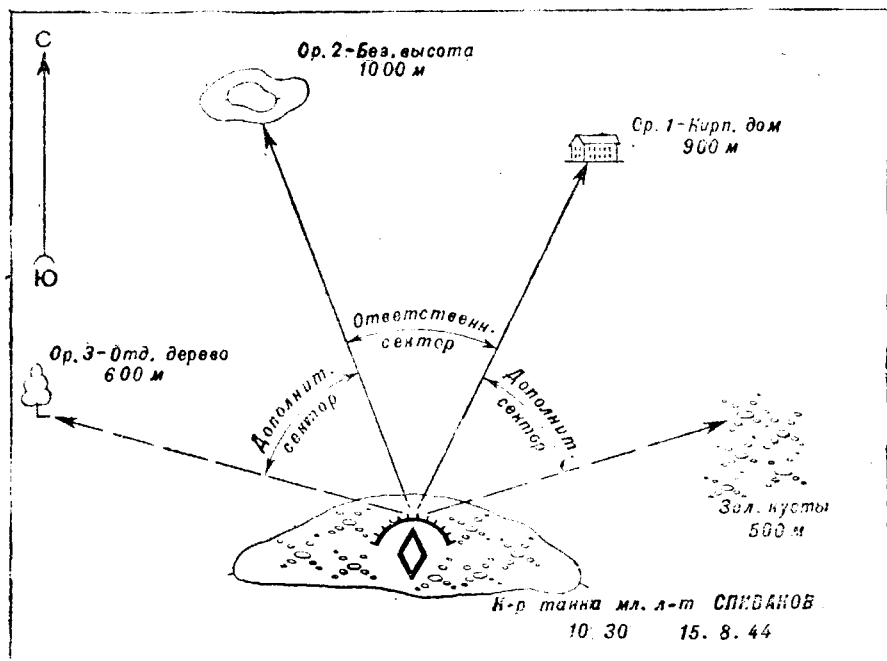 С
Ор. 2-Без. высота
1000 м
Ор. 1-Кирп. дом
900 м
Ю
Ответственн.
сектор
Ор. 3-Отд. дерево
600 м
Дополнит.
сектор
Дополнит.
сектор
Зел. кусты
500 м
К-р танка мл. л-т СПИВАКОВ
10.30 15.8.44